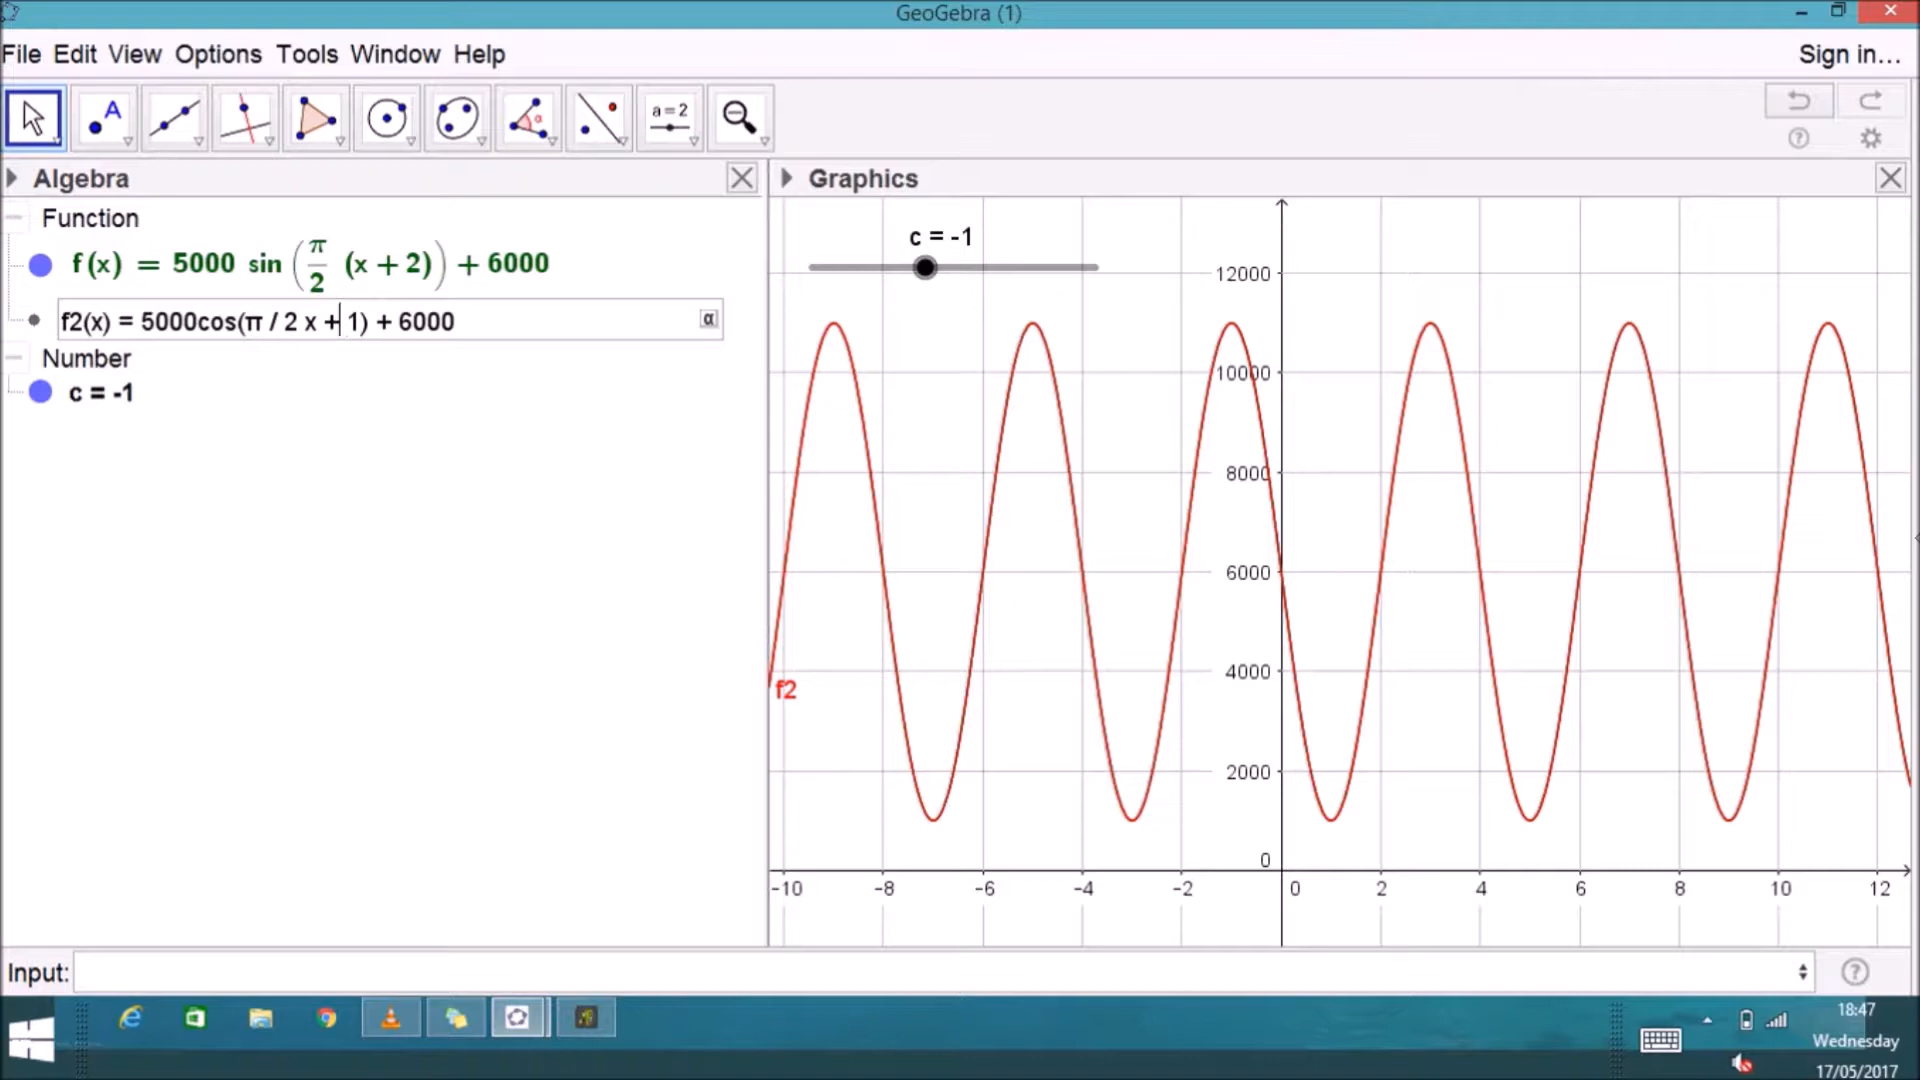 GeoGebra (1)
File Edit View Options Tools Window Help
Sign in...
A
α
a = 2
Algebra
Graphics
Function
f(x) = 5000 sin (π/2 (x + 2)) + 6000
f2(x) = 5000cos(π / 2 x + 1) + 6000
α
Number
c = -1
c = -1
12000
10000
8000
6000
4000
2000
0
f2
-10 -8 -6 -4 -2 0 2 4 6 8 10 12
Input:
18:47
Wednesday
17/05/2017